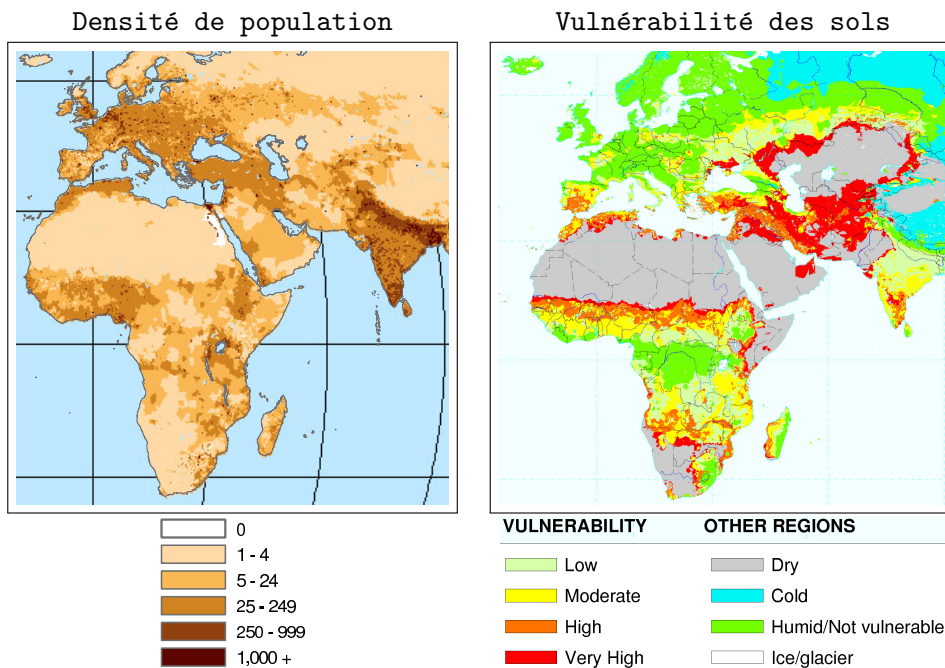 Densité de population
Vulnérabilité des sols
0
1 - 4
5 - 24
25 - 249
250 - 999
1,000 +
VULNERABILITY
OTHER REGIONS
Low
Dry
Moderate
Cold
High
Humid/Not vulnerable
Very High
Ice/glacier